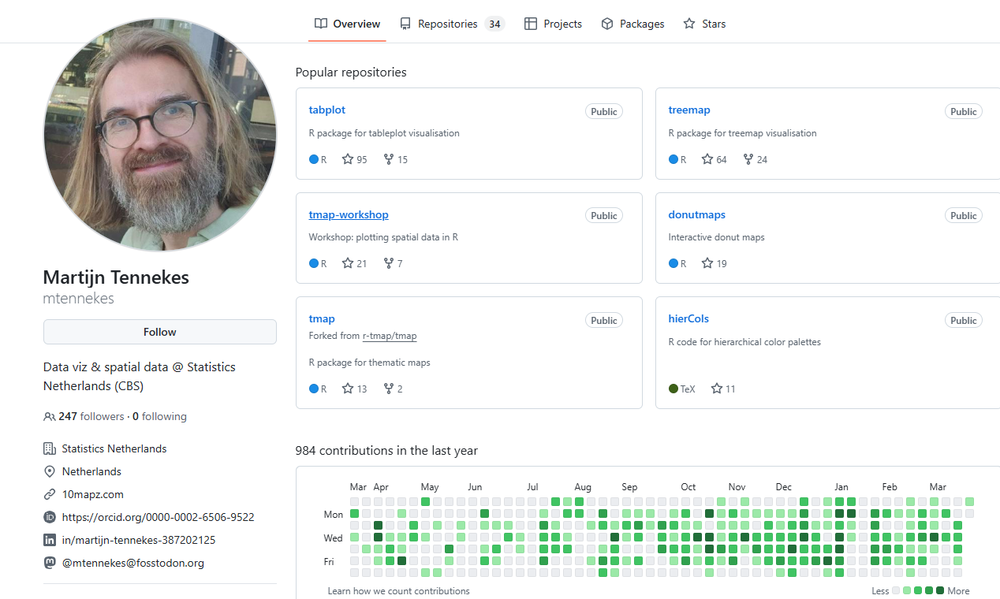 Overview
Repositories 34
Projects
Packages
Stars
Martijn Tennekes
mtennekes
Follow
Data viz & spatial data @ Statistics
Netherlands (CBS)
247 followers · 0 following
Statistics Netherlands
Netherlands
10mapz.com
iD https://orcid.org/0000-0002-6506-9522
in in/martijn-tennekes-387202125
@mtennekes@fosstodon.org
Popular repositories
tabplot
Public
R package for tableplot visualisation
R 95 15
treemap
Public
R package for treemap visualisation
R 64 24
tmap-workshop
Public
Workshop: plotting spatial data in R
R 21 7
donutmaps
Public
Interactive donut maps
R 19
tmap
Public
Forked from r-tmap/tmap
R package for thematic maps
R 13 2
hierCols
Public
R code for hierarchical color palettes
TeX 11
984 contributions in the last year
Mar Apr May Jun Jul Aug Sep Oct Nov Dec Jan Feb Mar
Mon
Wed
Fri
Learn how we count contributions
Less More